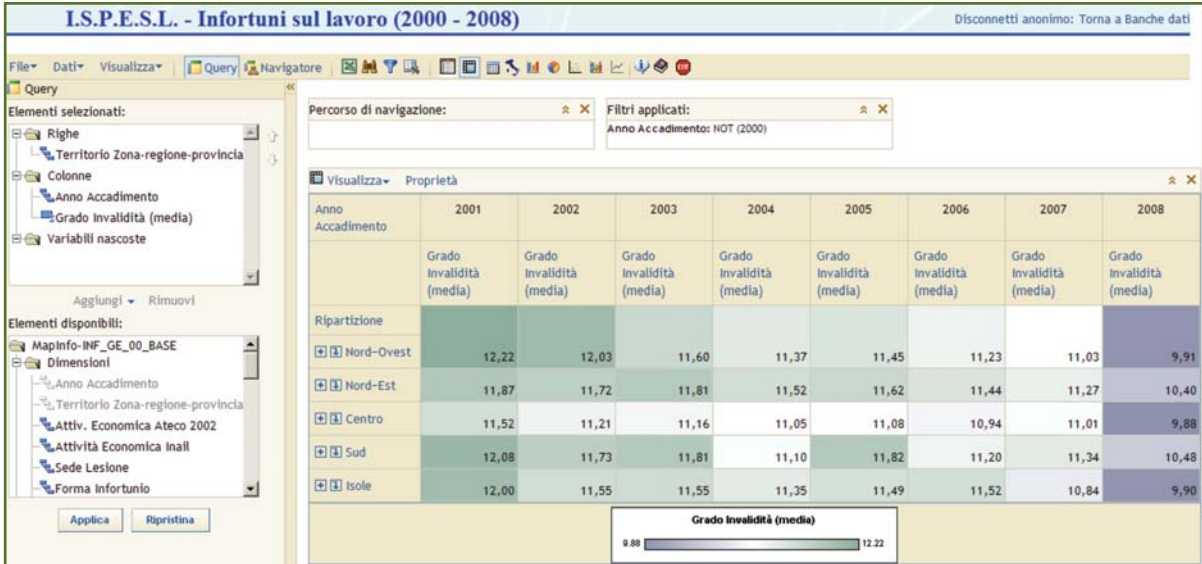 I.S.P.E.S.L. - Infortuni sul lavoro (2000 - 2008)
Disconnetti anonimo: Torna a Banche dati
File Dati Visualizza Query Navigatore
Query
Elementi selezionati:
Righe
Territorio Zona-regione-provincia
Colonne
Anno Accadimento
Grado Invalidità (media)
Variabili nascoste
Aggiungi Rimuovi
Elementi disponibili:
MapInfo-INF_GE_00_BASE
Dimensioni
Anno Accadimento
Territorio Zona-regione-provincia
Attiv. Economica Ateco 2002
Attività Economica Inail
Sede Lesione
Forma Infortunio
Applica Ripristina
Percorso di navigazione:
Filtri applicati:
Anno Accadimento: NOT (2000)
Visualizza Proprietà
Anno Accadimento 2001 2002 2003 2004 2005 2006 2007 2008
Grado Invalidità (media) Grado Invalidità (media) Grado Invalidità (media) Grado Invalidità (media) Grado Invalidità (media) Grado Invalidità (media) Grado Invalidità (media) Grado Invalidità (media)
Ripartizione
Nord-Ovest 12,22 12,03 11,60 11,37 11,45 11,23 11,03 9,91
Nord-Est 11,87 11,72 11,81 11,52 11,62 11,44 11,27 10,40
Centro 11,52 11,21 11,16 11,05 11,08 10,94 11,01 9,88
Sud 12,08 11,73 11,81 11,10 11,82 11,20 11,34 10,48
Isole 12,00 11,55 11,55 11,35 11,49 11,52 10,84 9,90
Grado Invalidità (media)
9.88 12.22